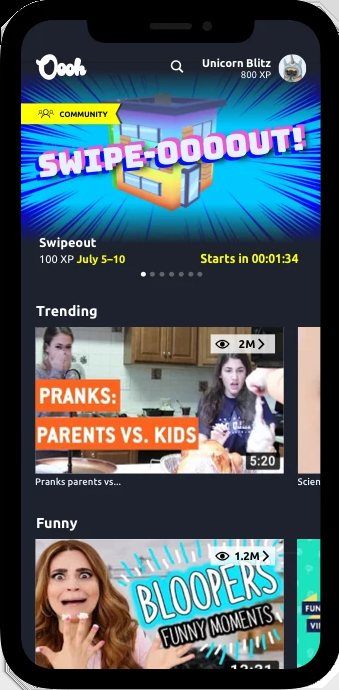 Oooh
Unicorn Blitz
800 XP
COMMUNITY
SWIPE-OOOOUT!
Swipeout
100 XP July 5–10
Starts in 00:01:34
Trending
2M
PRANKS:
PARENTS VS. KIDS
5:20
Pranks parents vs...
Scien
Funny
1.2M
BLOOPERS
FUNNY MOMENTS
FUN
VI